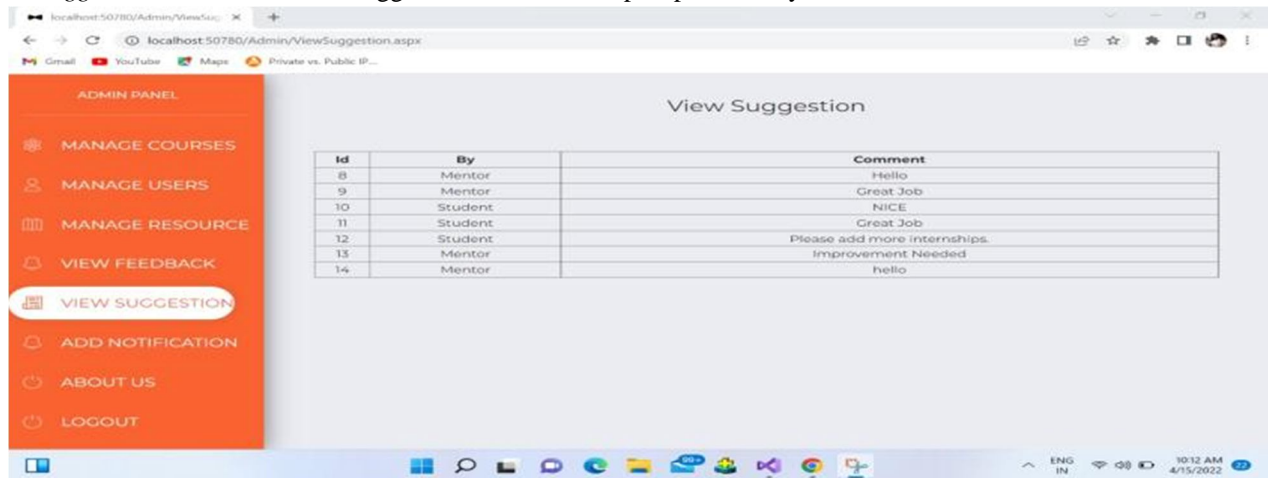 localhost:50780/Admin/ViewSug
localhost:50780/Admin/ViewSuggestion.aspx
Gmail YouTube Maps Private vs. Public IP...
ADMIN PANEL
View Suggestion
MANAGE COURSES
MANAGE USERS
MANAGE RESOURCE
VIEW FEEDBACK
VIEW SUGGESTION
ADD NOTIFICATION
ABOUT US
LOGOUT
Id By Comment
8 Mentor Hello
9 Mentor Great Job
10 Student NICE
11 Student Great Job
12 Student Please add more internships.
13 Mentor Improvement Needed
14 Mentor hello
99+
ENG
IN
10:12 AM
4/15/2022
22